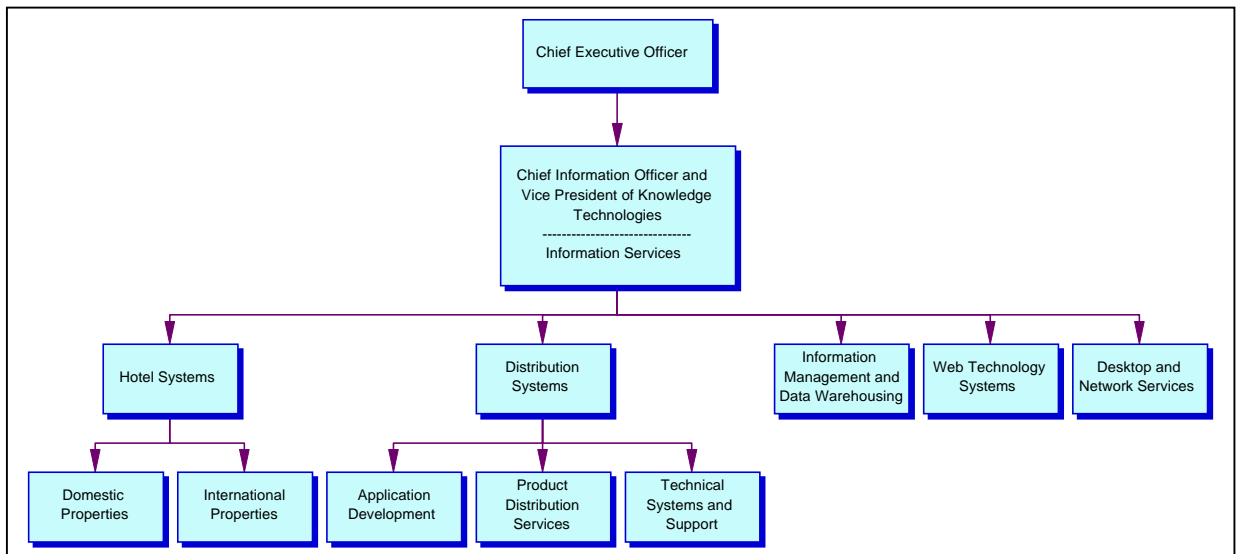 Chief Executive Officer
Chief Information Officer and
Vice President of Knowledge
Technologies
-------------------------------
Information Services
Hotel Systems
Distribution
Systems
Information
Management and
Data Warehousing
Web Technology
Systems
Desktop and
Network Services
Domestic
Properties
International
Properties
Application
Development
Product
Distribution
Services
Technical
Systems and
Support